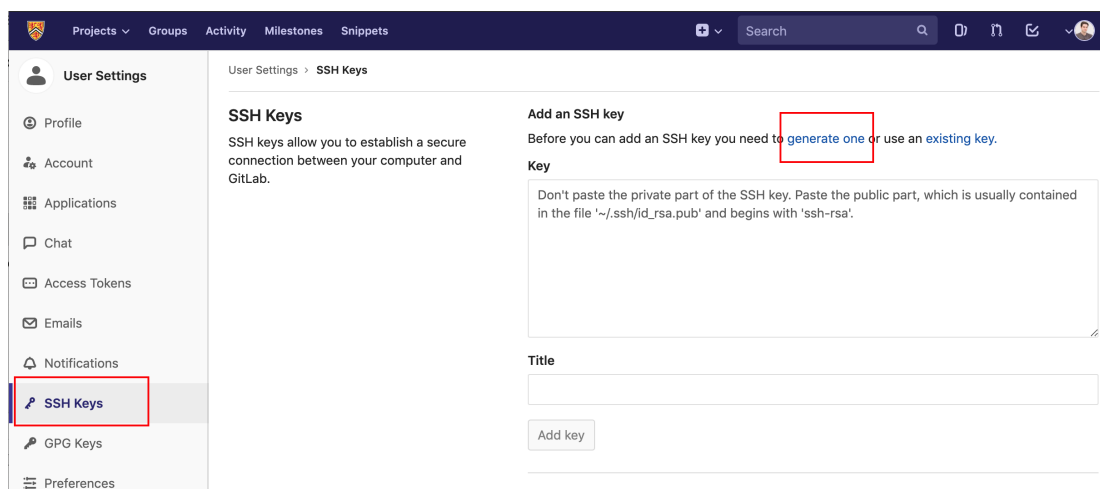 Projects Groups Activity Milestones Snippets Search
User Settings
User Settings › SSH Keys
Profile
Account
Applications
Chat
Access Tokens
Emails
Notifications
SSH Keys
GPG Keys
Preferences
SSH Keys
SSH keys allow you to establish a secure
connection between your computer and
GitLab.
Add an SSH key
Before you can add an SSH key you need to generate one or use an existing key.
Key
Don't paste the private part of the SSH key. Paste the public part, which is usually contained
in the file '~/.ssh/id_rsa.pub' and begins with 'ssh-rsa'.
Title
Add key